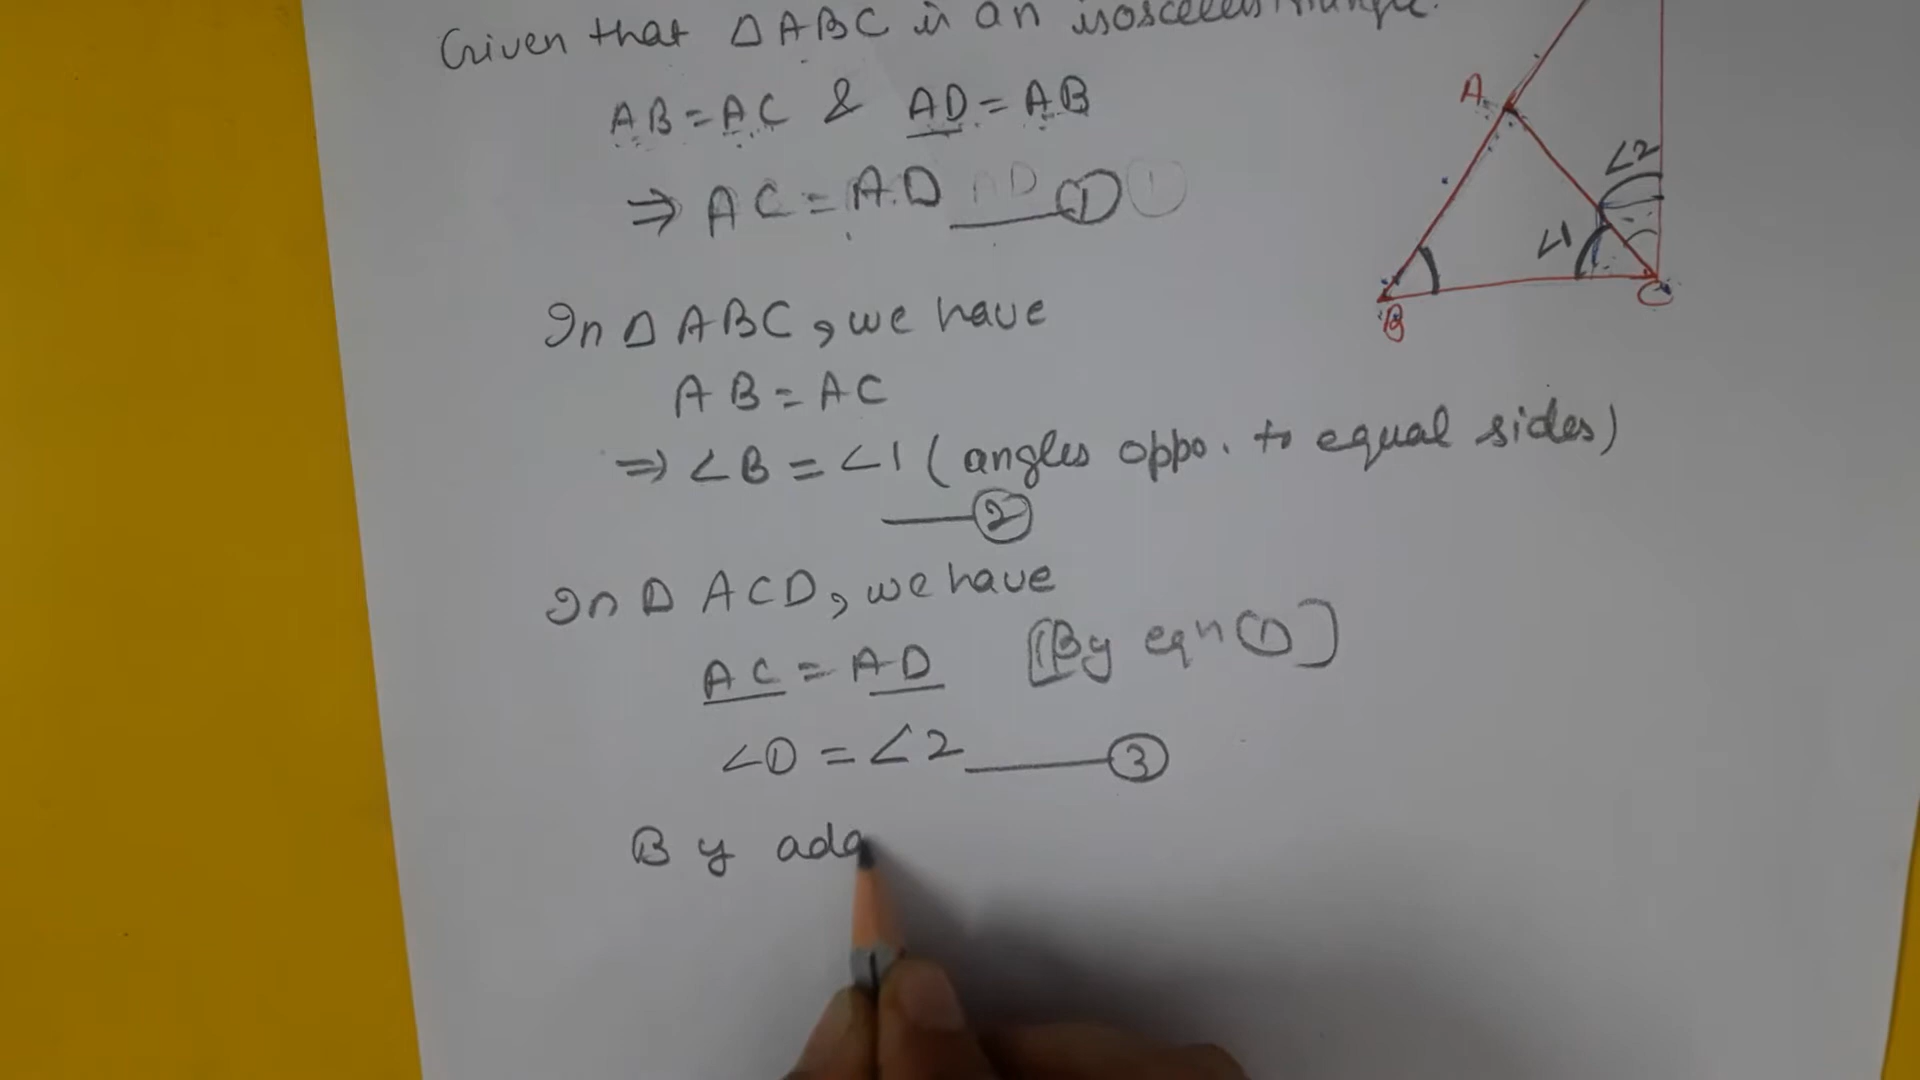 Given that △ABC is an isosceles triangle.
AB = AC & AD = AB
⇒ AC = AD ① 
In △ABC, we have
AB = AC
⇒ ∠B = ∠1 (angles oppo. to equal sides)
②
In △ACD, we have
AC = AD [By eqn ①]
∠D = ∠2 ③
By add
A
∠2
∠1
B
C